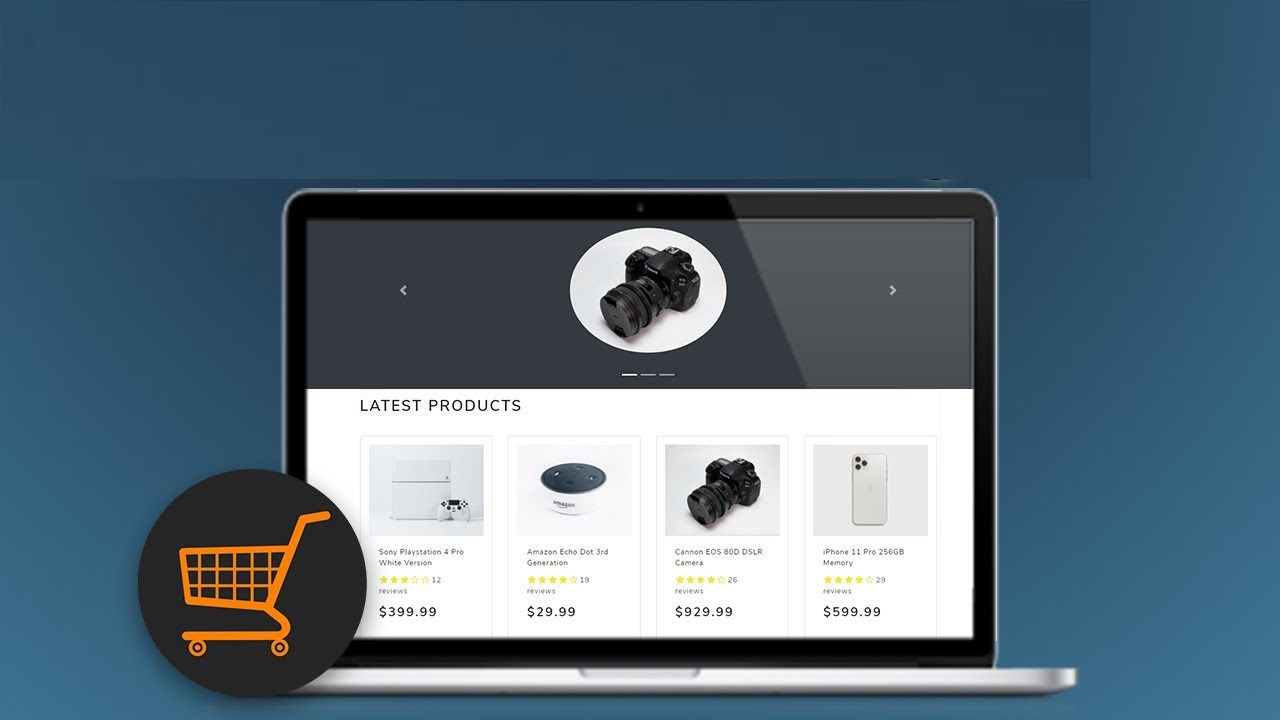 LATEST PRODUCTS
Sony Playstation 4 Pro
White Version
12
reviews
$399.99
amazon
Amazon Echo Dot 3rd
Generation
19
reviews
$29.99
Cannon EOS 80D DSLR
Camera
26
reviews
$929.99
iPhone 11 Pro 256GB
Memory
29
reviews
$599.99